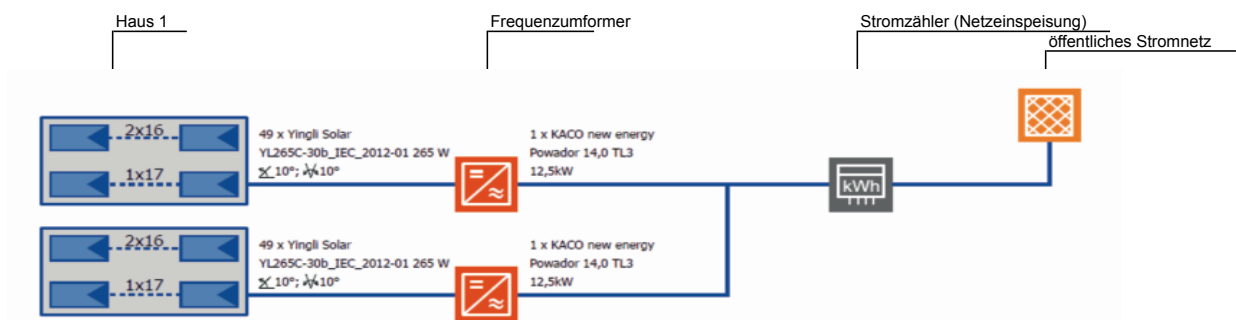 Haus 1
Frequenzumformer
Stromzähler (Netzeinspeisung)
öffentliches Stromnetz
2x16
1x17
49 x Yingli Solar
YL265C-30b_IEC_2012-01 265 W
10°; 10°
1 x KACO new energy
Powador 14,0 TL3
12,5kW
kWh
2x16
1x17
49 x Yingli Solar
YL265C-30b_IEC_2012-01 265 W
10°; 10°
1 x KACO new energy
Powador 14,0 TL3
12,5kW